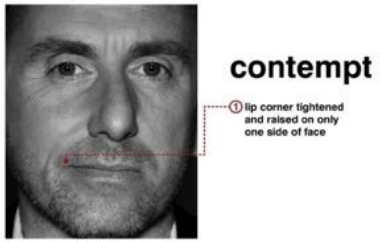 contempt
1 lip corner tightened
and raised on only
one side of face